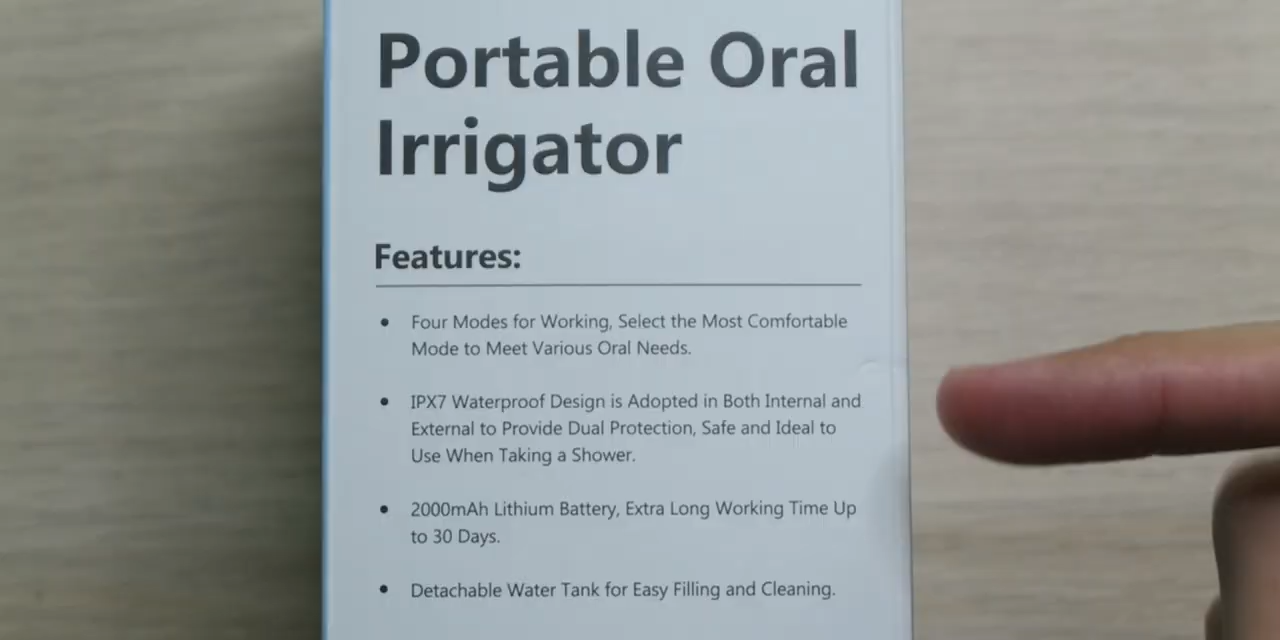 Portable Oral
Irrigator
Features:
• Four Modes for Working, Select the Most Comfortable
Mode to Meet Various Oral Needs.
• IPX7 Waterproof Design is Adopted in Both Internal and
External to Provide Dual Protection, Safe and Ideal to
Use When Taking a Shower.
• 2000mAh Lithium Battery, Extra Long Working Time Up
to 30 Days.
• Detachable Water Tank for Easy Filling and Cleaning.